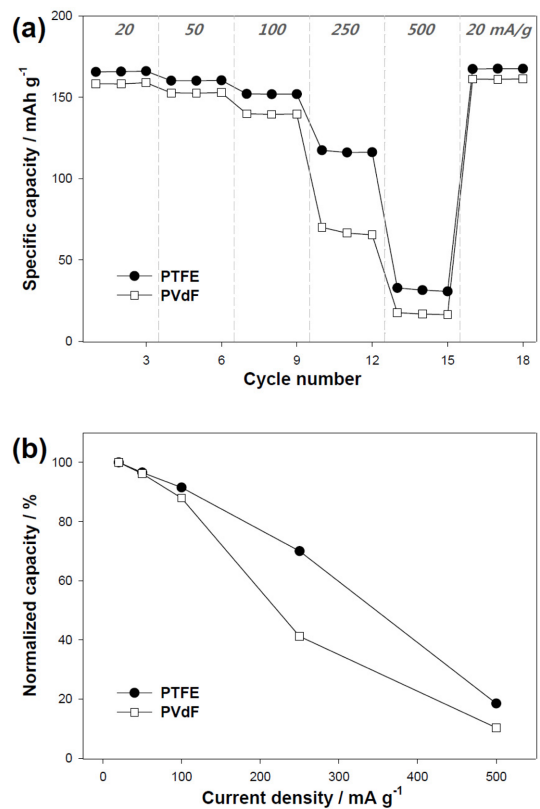 (a)
20 50 100 250 500 20 mA/g
200
150
100
50
0
Specific capacity / mAh g-1
PTFE
PVdF
3 6 9 12 15 18
Cycle number
(b)
100
80
60
40
20
0
Normalized capacity / %
PTFE
PVdF
0 100 200 300 400 500
Current density / mA g-1